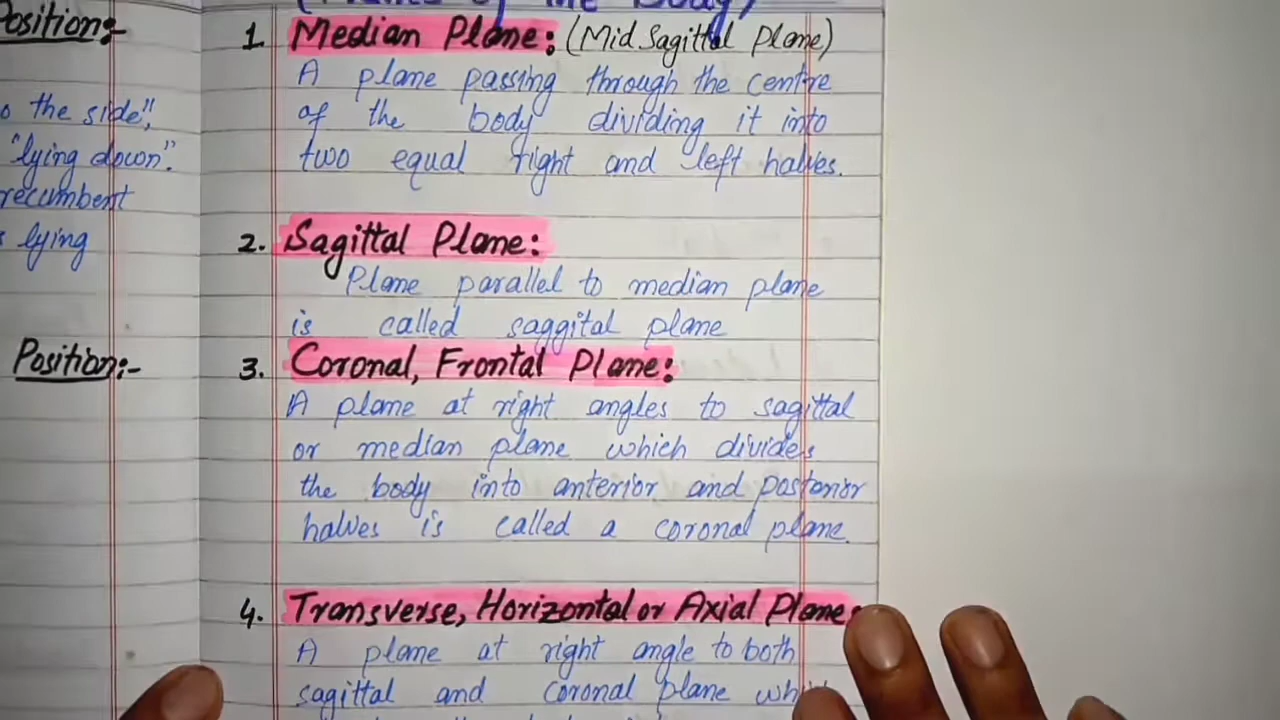 Position:-
o the side",
"lying down".
recumbent
lying
Position:-
of the Body)
1. Median Plane: (Mid Sagittal Plane)
A plane passing through the centre
of the body dividing it into
two equal right and left halves.
2. Sagittal Plane:
Plane parallel to median plane
is called saggital plane
3. Coronal, Frontal Plane:
A plane at right angles to sagittal
or median plane which divides
the body into anterior and posterior
halves is called a coronal plane.
4. Transverse, Horizontal or Axial Plane:
A plane at right angle to both
sagittal and coronal plane